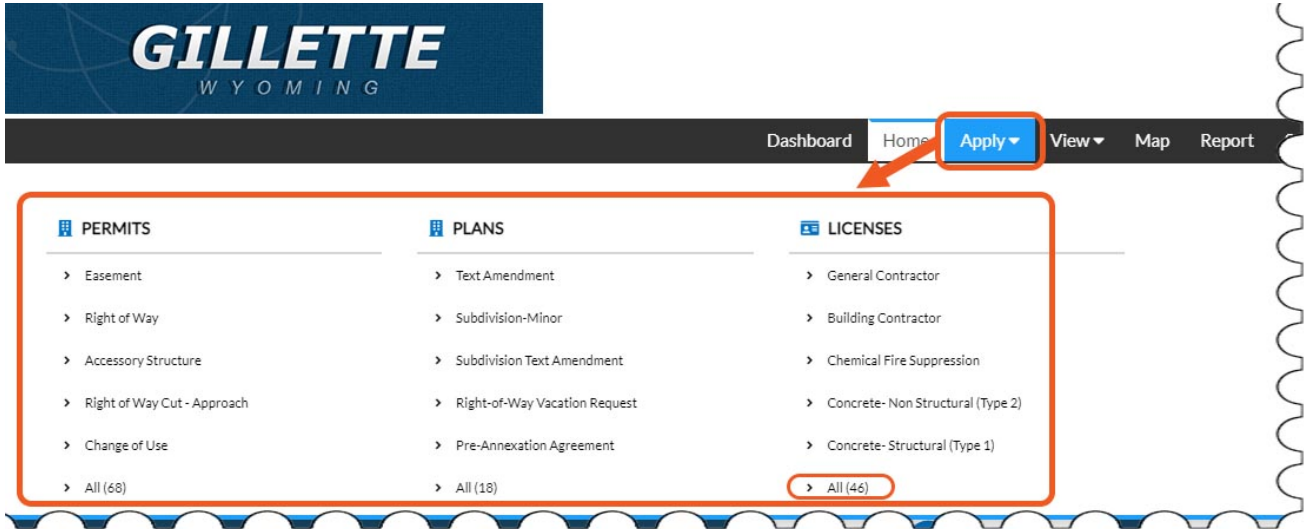 GILLETTE
WYOMING
Dashboard Home Apply View Map Report
PERMITS
Easement
Right of Way
Accessory Structure
Right of Way Cut - Approach
Change of Use
All (68)
PLANS
Text Amendment
Subdivision-Minor
Subdivision Text Amendment
Right-of-Way Vacation Request
Pre-Annexation Agreement
All (18)
LICENSES
General Contractor
Building Contractor
Chemical Fire Suppression
Concrete- Non Structural (Type 2)
Concrete- Structural (Type 1)
All (46)